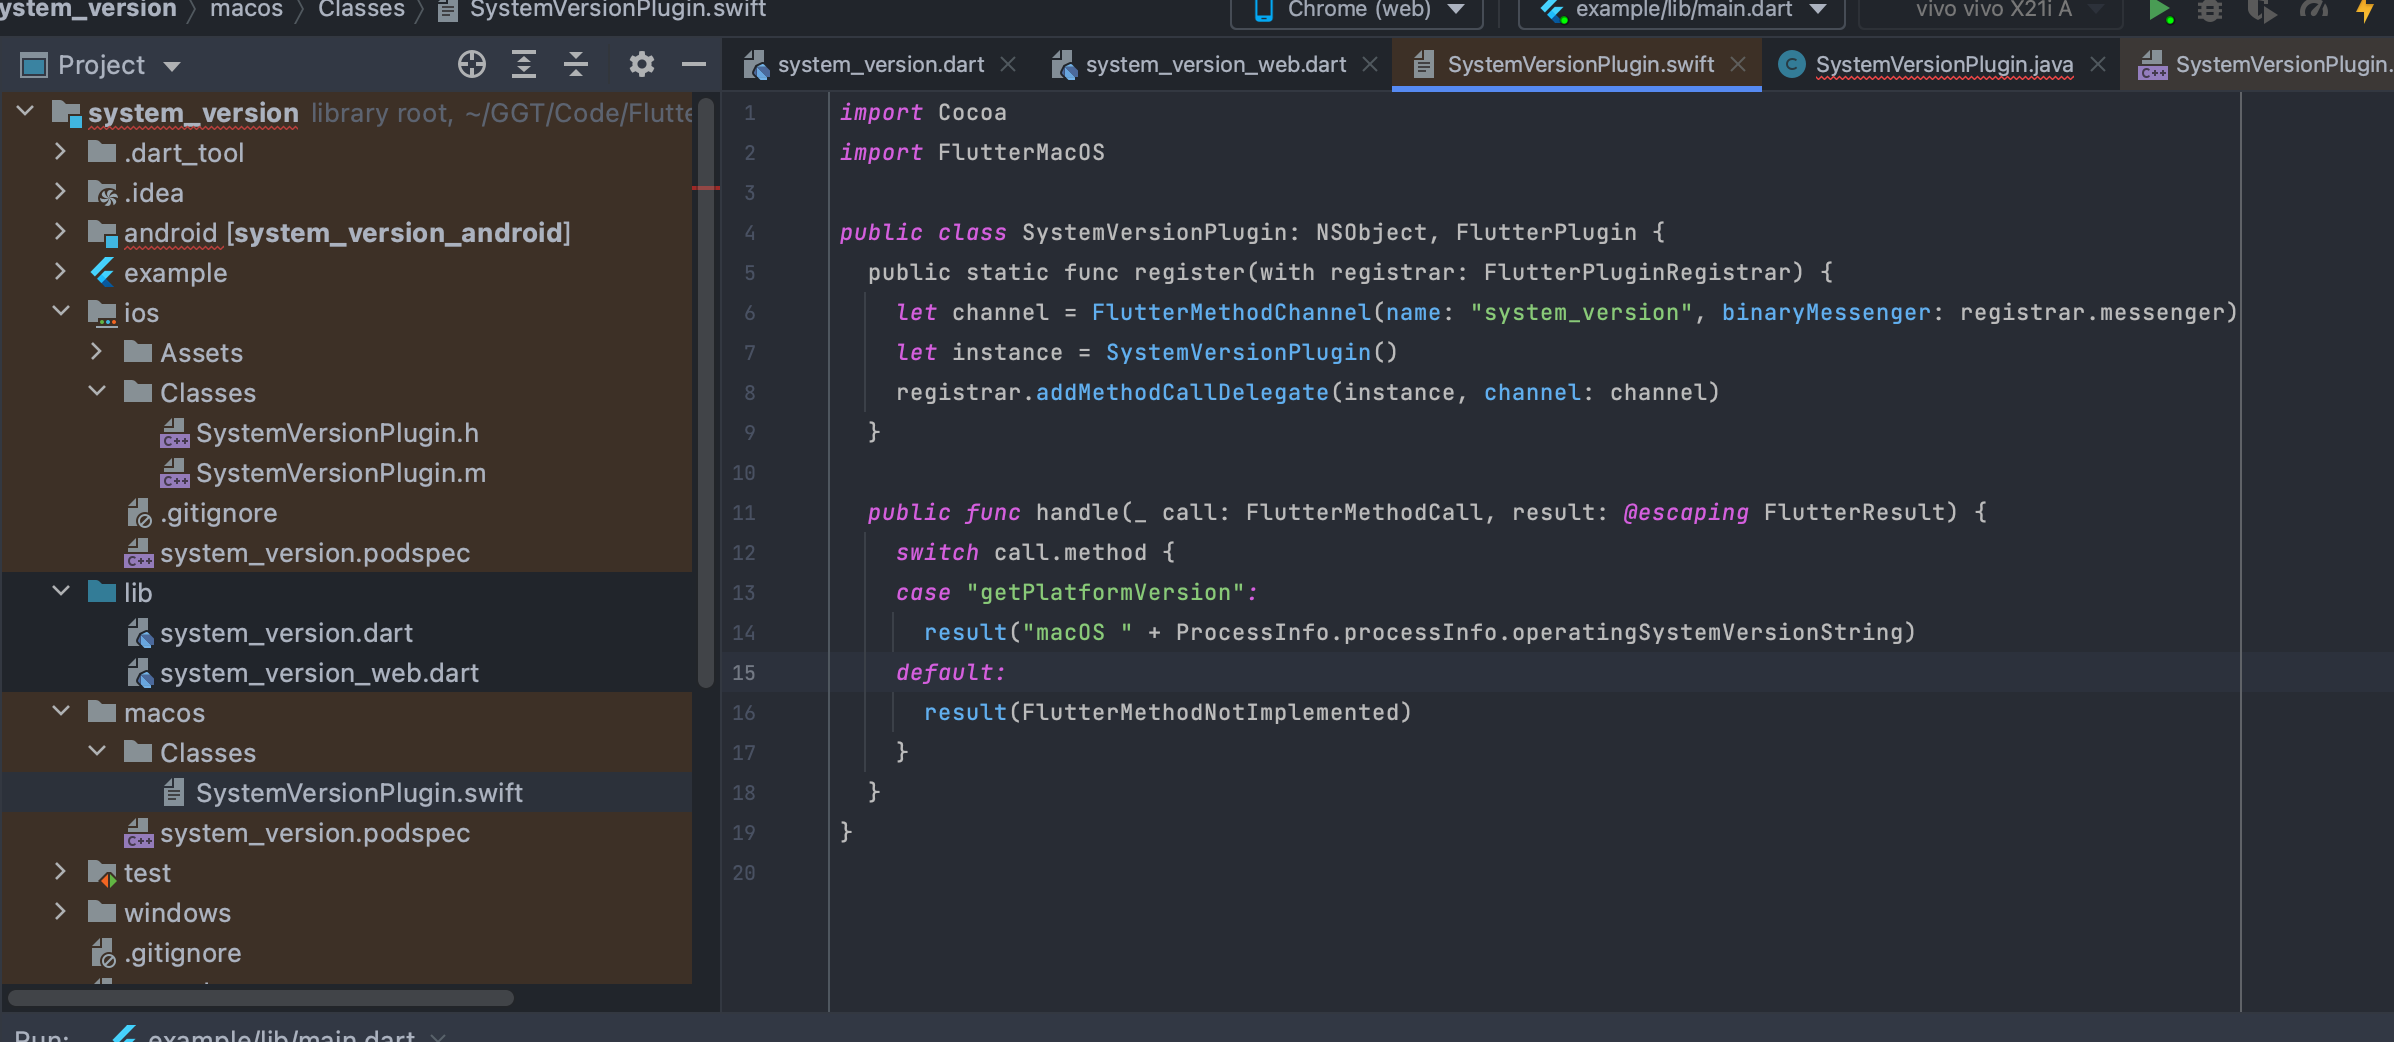 ystem_version macos Classes SystemVersionPlugin.swift
Chrome (web) example/lib/main.dart vivo vivo X21i A
Project
system_version.dart system_version_web.dart SystemVersionPlugin.swift SystemVersionPlugin.java SystemVersionPlugin.
system_version library root, ~/GGT/Code/Flutte
.dart_tool
.idea
android [system_version_android]
example
ios
Assets
Classes
SystemVersionPlugin.h
SystemVersionPlugin.m
.gitignore
system_version.podspec
lib
system_version.dart
system_version_web.dart
macos
Classes
SystemVersionPlugin.swift
system_version.podspec
test
windows
.gitignore
1 import Cocoa
2 import FlutterMacOS
3
4 public class SystemVersionPlugin: NSObject, FlutterPlugin {
5 public static func register(with registrar: FlutterPluginRegistrar) {
6 let channel = FlutterMethodChannel(name: "system_version", binaryMessenger: registrar.messenger)
7 let instance = SystemVersionPlugin()
8 registrar.addMethodCallDelegate(instance, channel: channel)
9 }
10
11 public func handle(_ call: FlutterMethodCall, result: @escaping FlutterResult) {
12 switch call.method {
13 case "getPlatformVersion":
14 result("macOS " + ProcessInfo.processInfo.operatingSystemVersionString)
15 default:
16 result(FlutterMethodNotImplemented)
17 }
18 }
19 }
20
Run: example/lib/main.dart